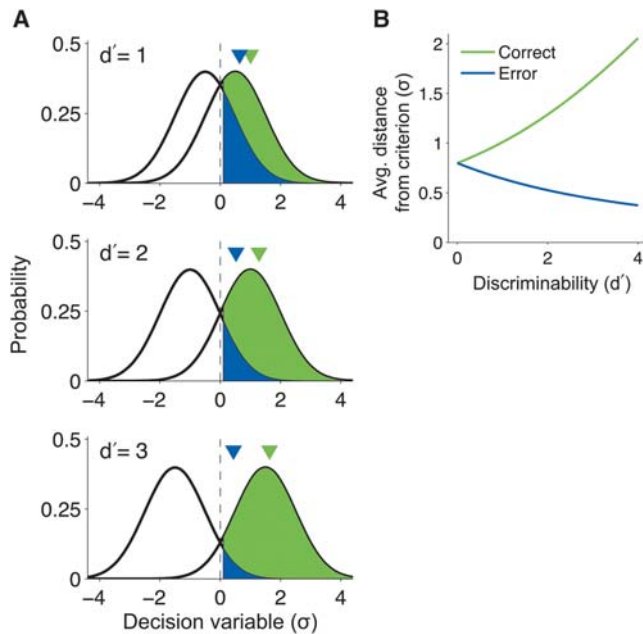 A
d′= 1
0.5
0.25
0
−4
−2
0
2
4
d′= 2
0.5
0.25
0
−4
−2
0
2
4
d′= 3
0.5
0.25
0
−4
−2
0
2
4
Probability
Decision variable (σ)
B
Correct
Error
2
1.5
1
0.5
0
0
2
4
Avg. distance
from criterion (σ)
Discriminability (d′)